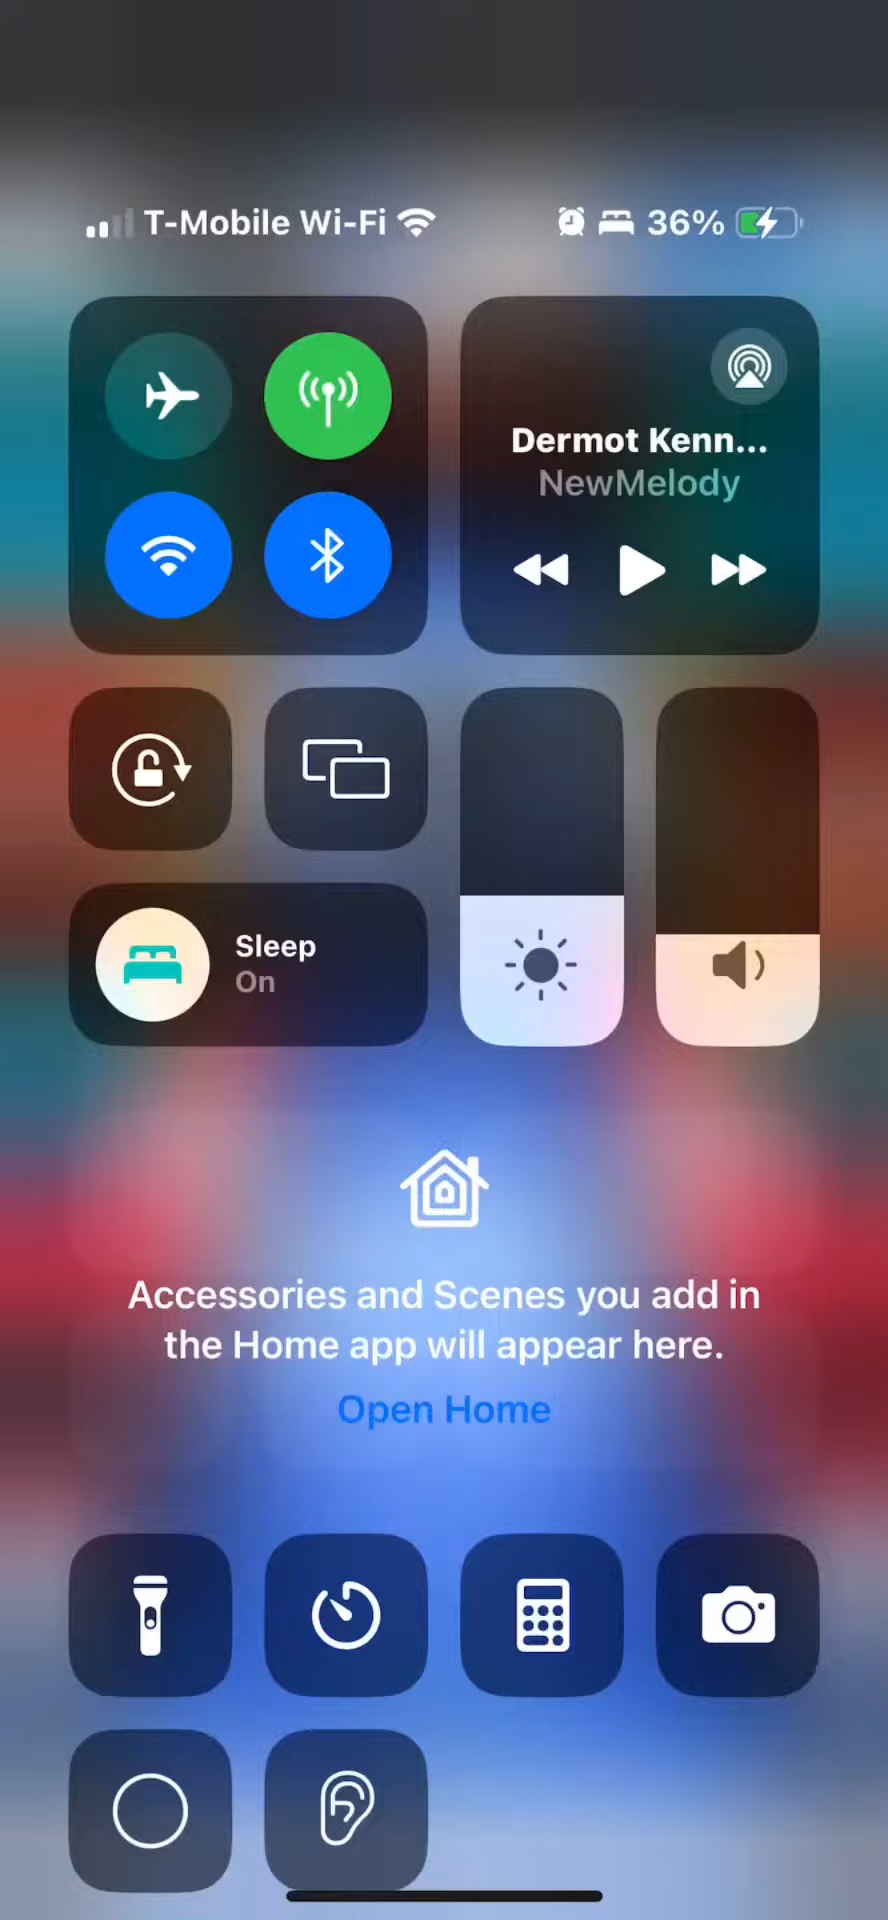 T-Mobile Wi-Fi 36%
Dermot Kenn...
NewMelody
Sleep
On
Accessories and Scenes you add in
the Home app will appear here.
Open Home